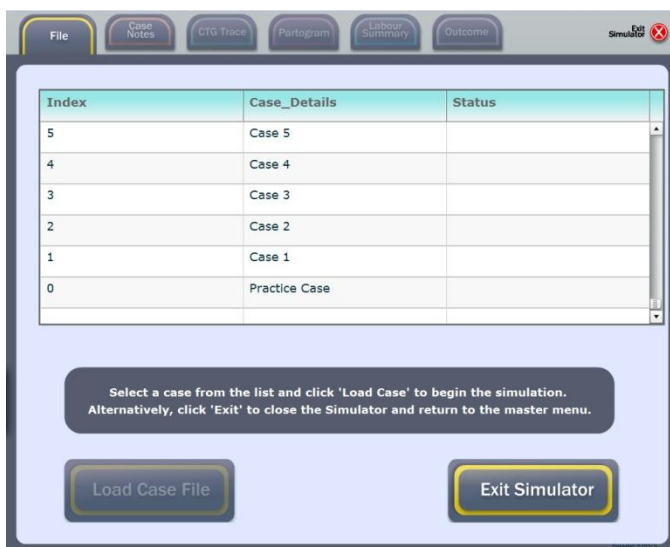 File
Case
Notes
CTG Trace
Partogram
Labour
Summary
Outcome
Exit
Simulator
Index Case_Details Status
5 Case 5
4 Case 4
3 Case 3
2 Case 2
1 Case 1
0 Practice Case
Select a case from the list and click 'Load Case' to begin the simulation.
Alternatively, click 'Exit' to close the Simulator and return to the master menu.
Load Case File
Exit Simulator